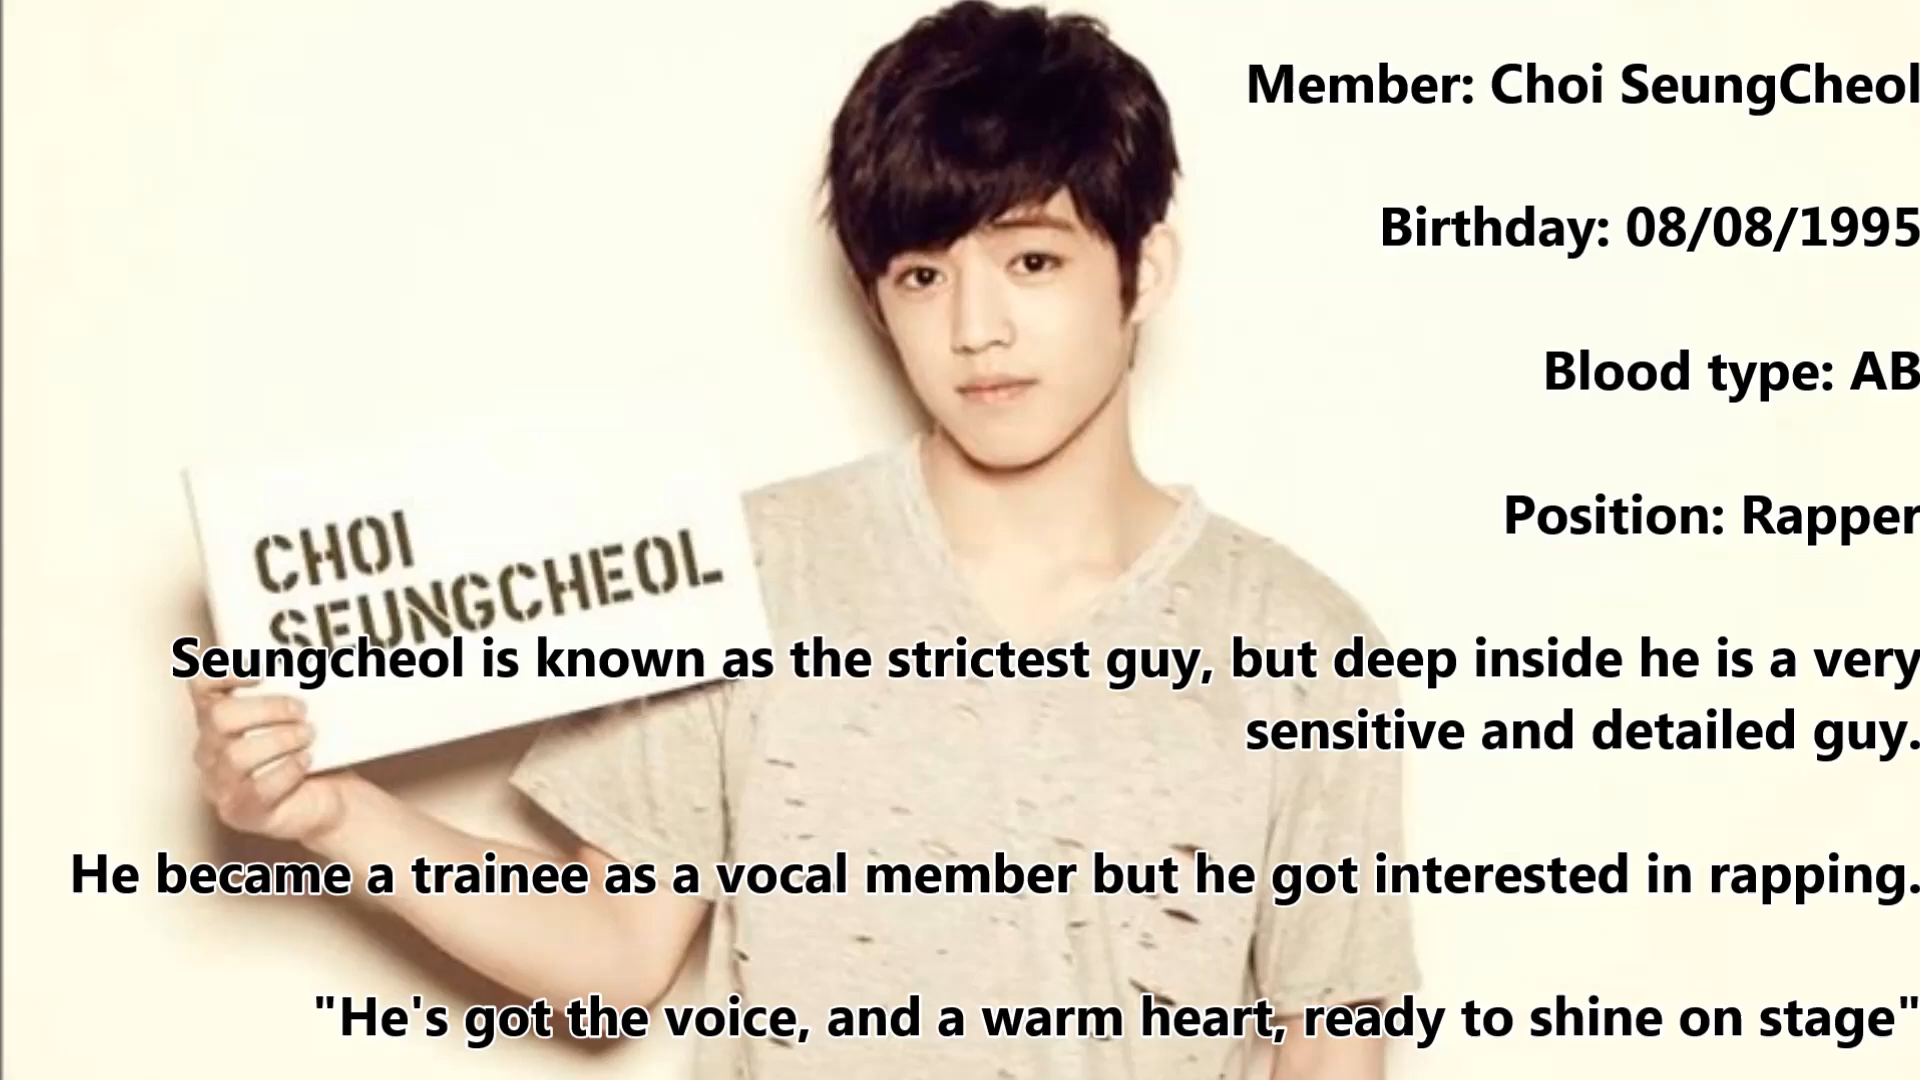 Member: Choi SeungCheol
Birthday: 08/08/1995
Blood type: AB
Position: Rapper
CHOI
SEUNGCHEOL
Seungcheol is known as the strictest guy, but deep inside he is a very
sensitive and detailed guy.
He became a trainee as a vocal member but he got interested in rapping.
"He's got the voice, and a warm heart, ready to shine on stage"